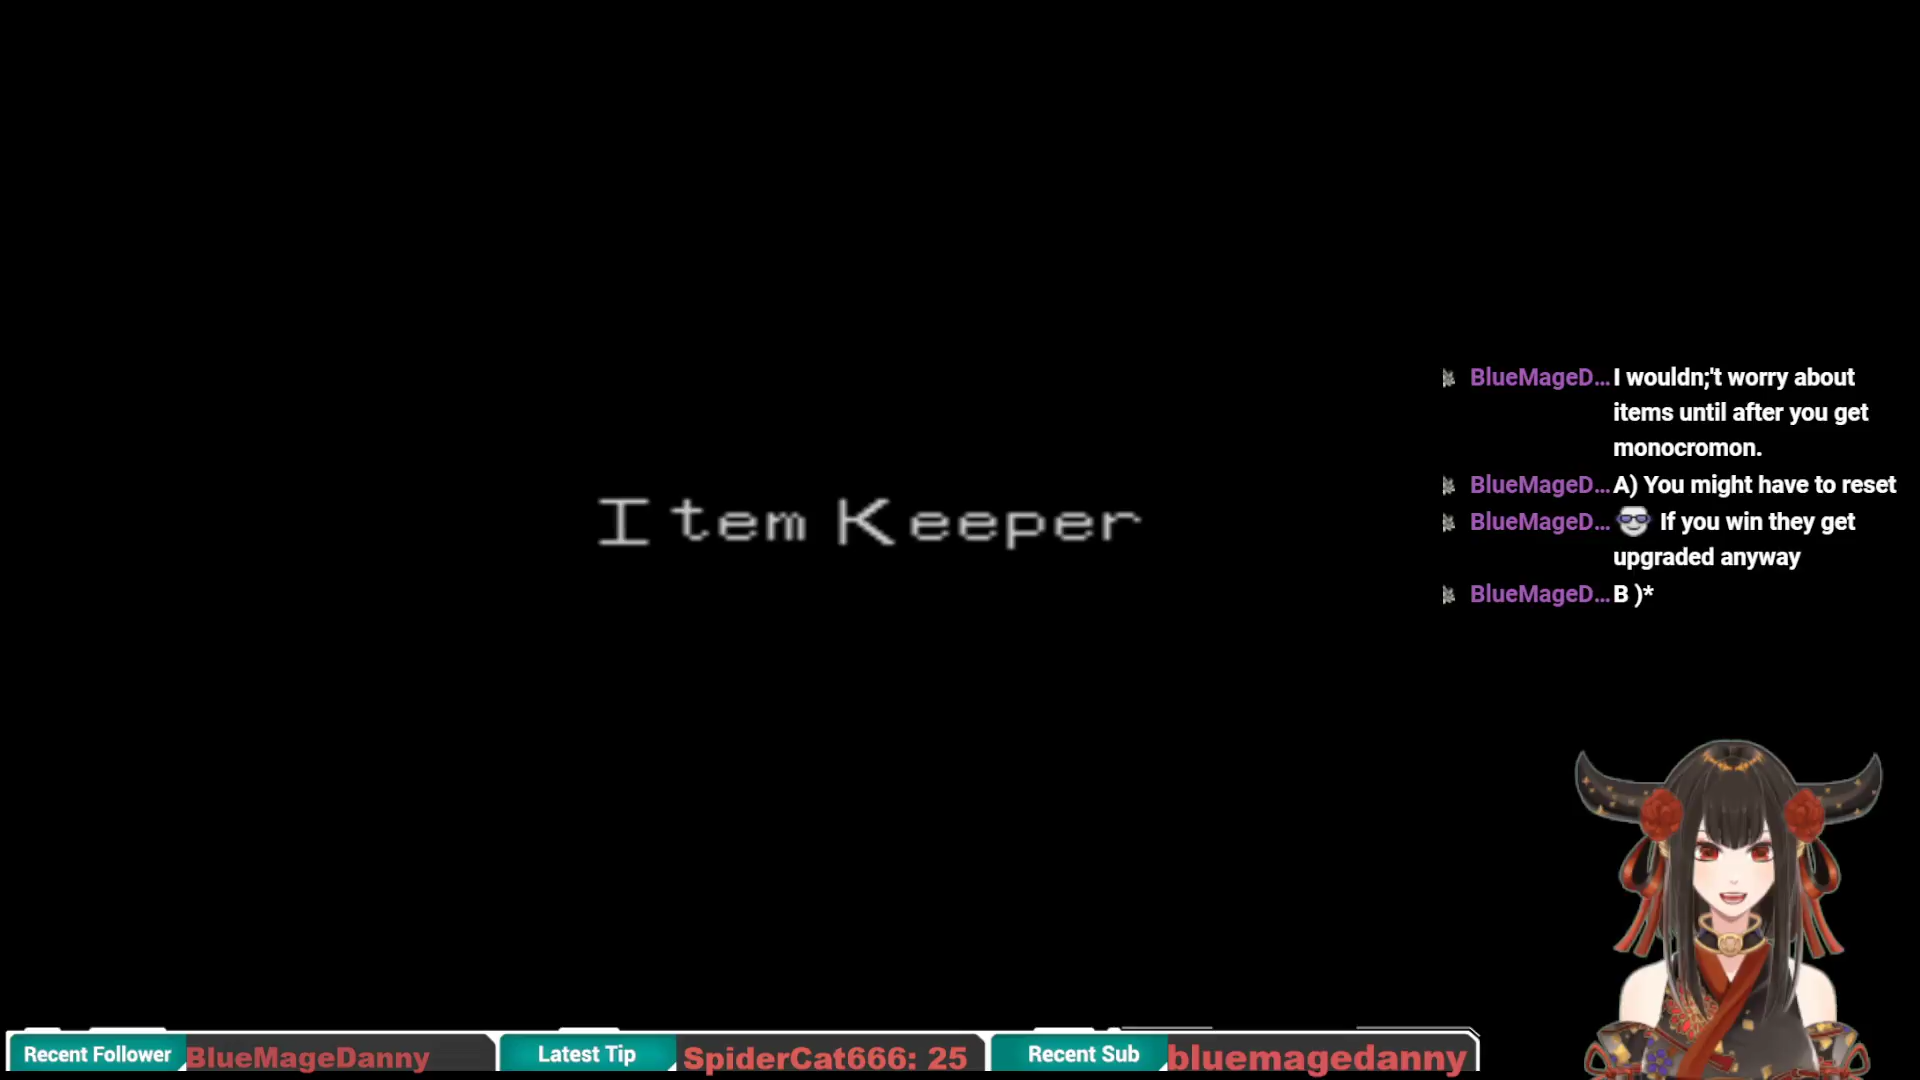 Item Keeper
BlueMageD... I wouldn;'t worry about
items until after you get
monocromon.
BlueMageD... A) You might have to reset
BlueMageD... If you win they get
upgraded anyway
BlueMageD... B )*
Recent Follower BlueMageDanny Latest Tip SpiderCat666: 25 Recent Sub bluemagedanny